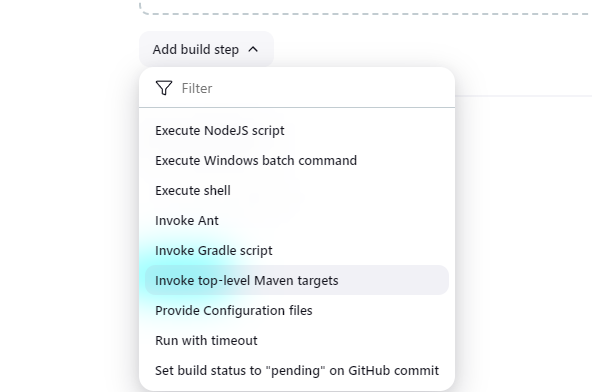 Add build step
Filter
Execute NodeJS script
Execute Windows batch command
Execute shell
Invoke Ant
Invoke Gradle script
Invoke top-level Maven targets
Provide Configuration files
Run with timeout
Set build status to "pending" on GitHub commit